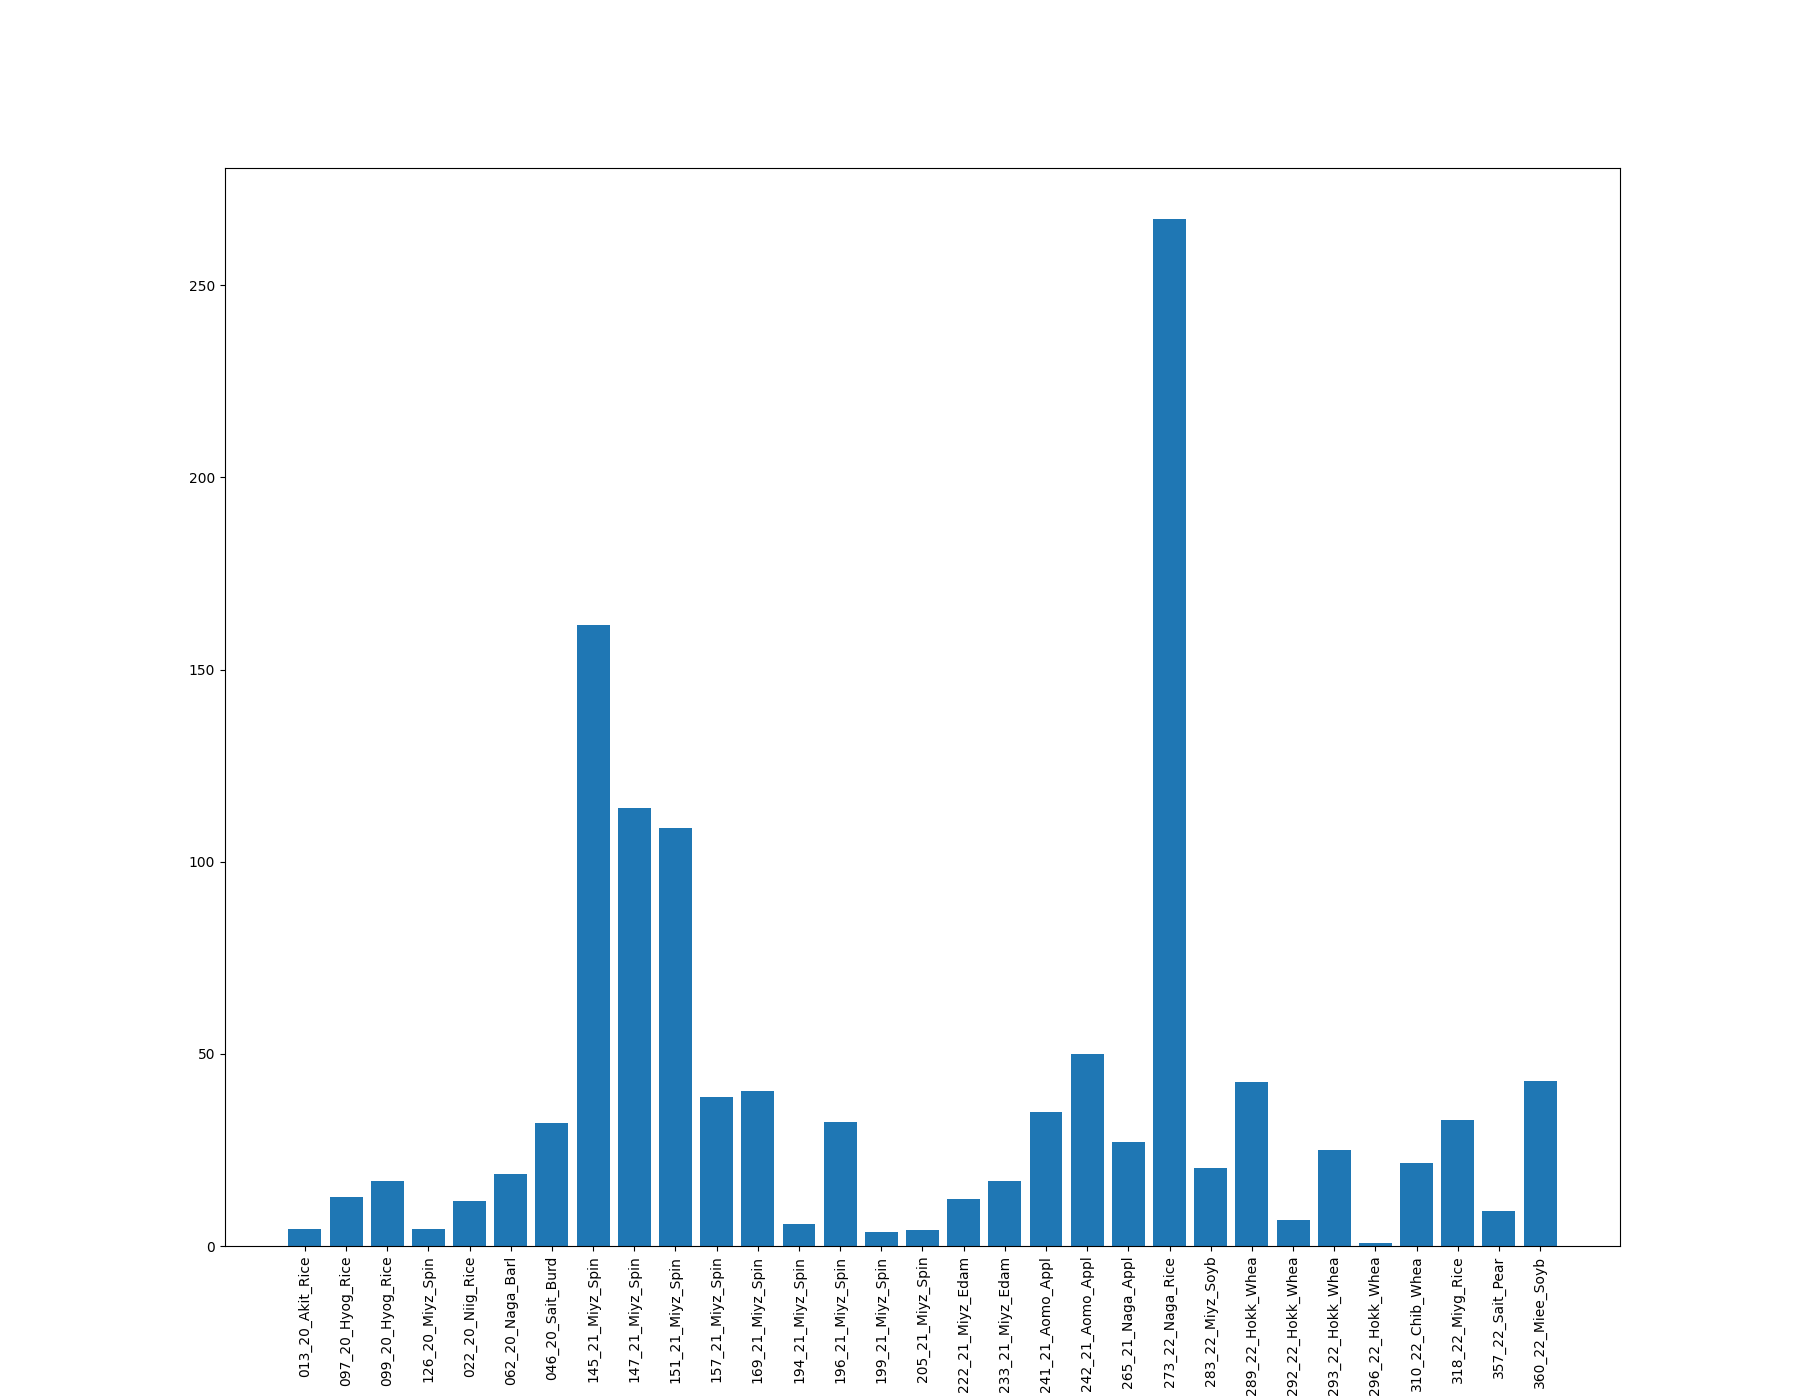 250
200
150
100
50
0
013_20_Akit_Rice
097_20_Hyog_Rice
099_20_Hyog_Rice
126_20_Miyz_Spin
022_20_Niig_Rice
062_20_Naga_Barl
046_20_Sait_Burd
145_21_Miyz_Spin
147_21_Miyz_Spin
151_21_Miyz_Spin
157_21_Miyz_Spin
169_21_Miyz_Spin
194_21_Miyz_Spin
196_21_Miyz_Spin
199_21_Miyz_Spin
205_21_Miyz_Spin
222_21_Miyz_Edam
233_21_Miyz_Edam
241_21_Aomo_Appl
242_21_Aomo_Appl
265_21_Naga_Appl
273_22_Naga_Rice
283_22_Miyz_Soyb
289_22_Hokk_Whea
292_22_Hokk_Whea
293_22_Hokk_Whea
296_22_Hokk_Whea
310_22_Chib_Whea
318_22_Miyg_Rice
357_22_Sait_Pear
360_22_Miee_Soyb